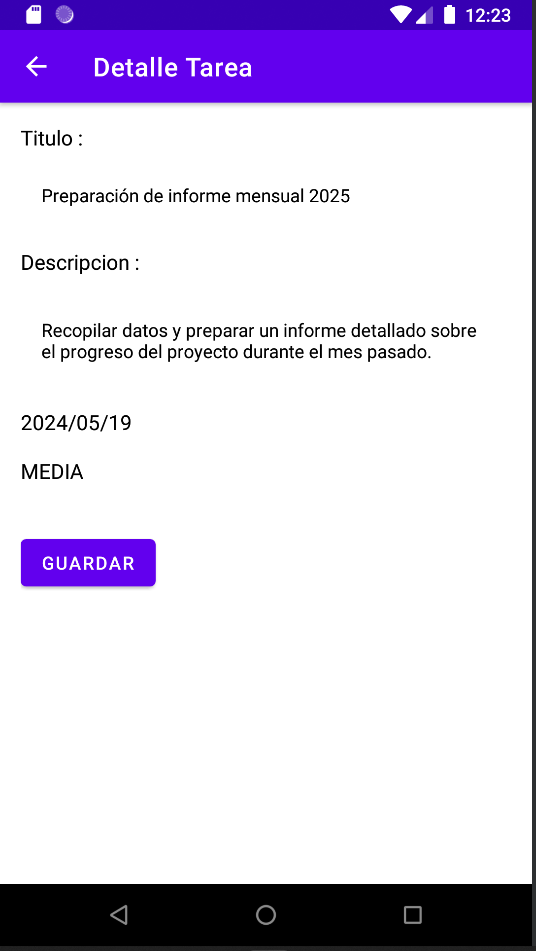 12:23
Detalle Tarea
Titulo :
Preparación de informe mensual 2025
Descripcion :
Recopilar datos y preparar un informe detallado sobre
el progreso del proyecto durante el mes pasado.
2024/05/19
MEDIA
GUARDAR